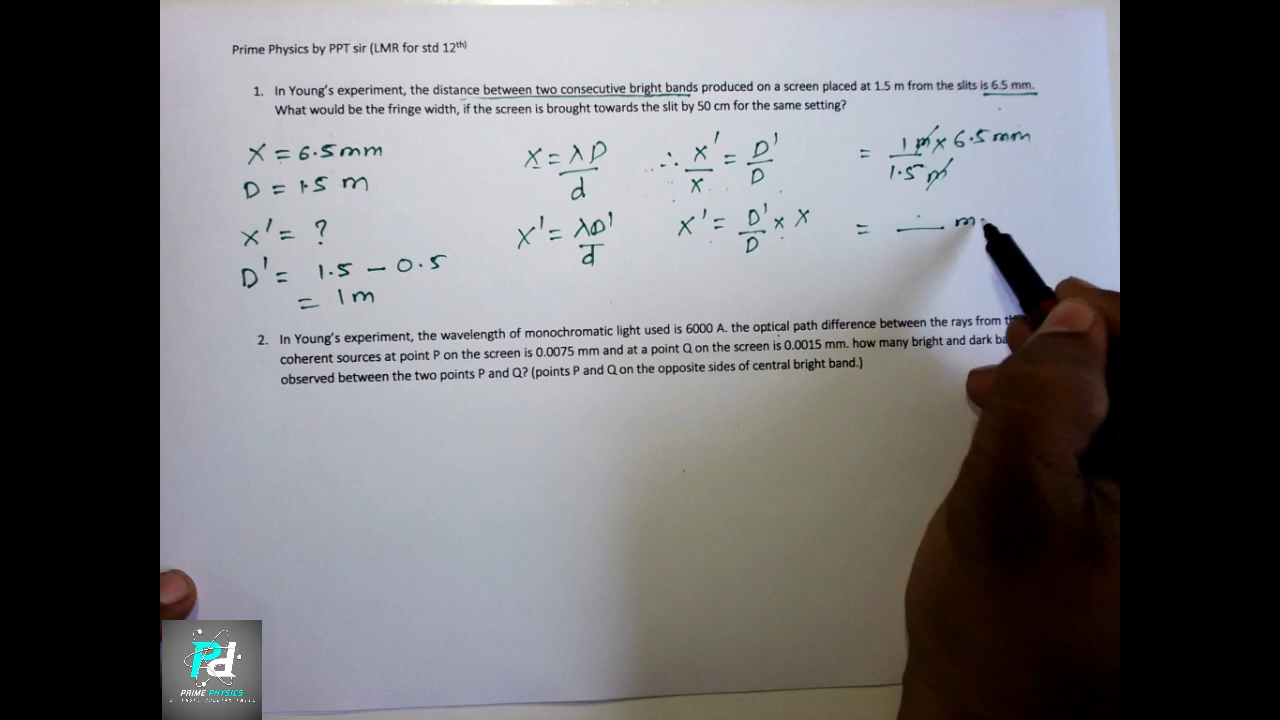 Prime Physics by PPT sir (LMR for std 12th)
1. In Young's experiment, the distance between two consecutive bright bands produced on a screen placed at 1.5 m from the slits is 6.5 mm.
What would be the fringe width, if the screen is brought towards the slit by 50 cm for the same setting?
X = 6.5 mm
D = 1.5 m
X' = ?
D' = 1.5 - 0.5
= 1m
X = λD/d
X' = λD'/d
∴ X'/X = D'/D
X' = D'/D × X
= 1m × 6.5mm / 1.5m
= m
2. In Young's experiment, the wavelength of monochromatic light used is 6000 A. the optical path difference between the rays from
coherent sources at point P on the screen is 0.0075 mm and at a point Q on the screen is 0.0015 mm. how many bright and dark
observed between the two points P and Q? (points P and Q on the opposite sides of central bright band.)
Pd
PRIME PHYSICS